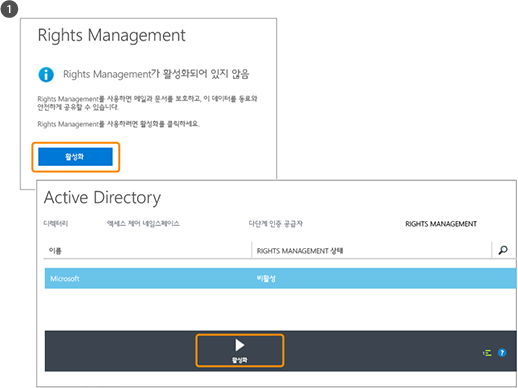 1
Rights Management
Rights Management가 활성화되어 있지 않음
Rights Management를 사용하면 메일과 문서를 보호하고, 이 데이터를 동료와
안전하게 공유할 수 있습니다.
Rights Management를 사용하려면 활성화를 클릭하세요.
활성화
Active Directory
디렉터리 액세스 제어 네임스페이스 다단계 인증 공급자 RIGHTS MANAGEMENT
이름 RIGHTS MANAGEMENT 상태
Microsoft 비활성
활성화
?